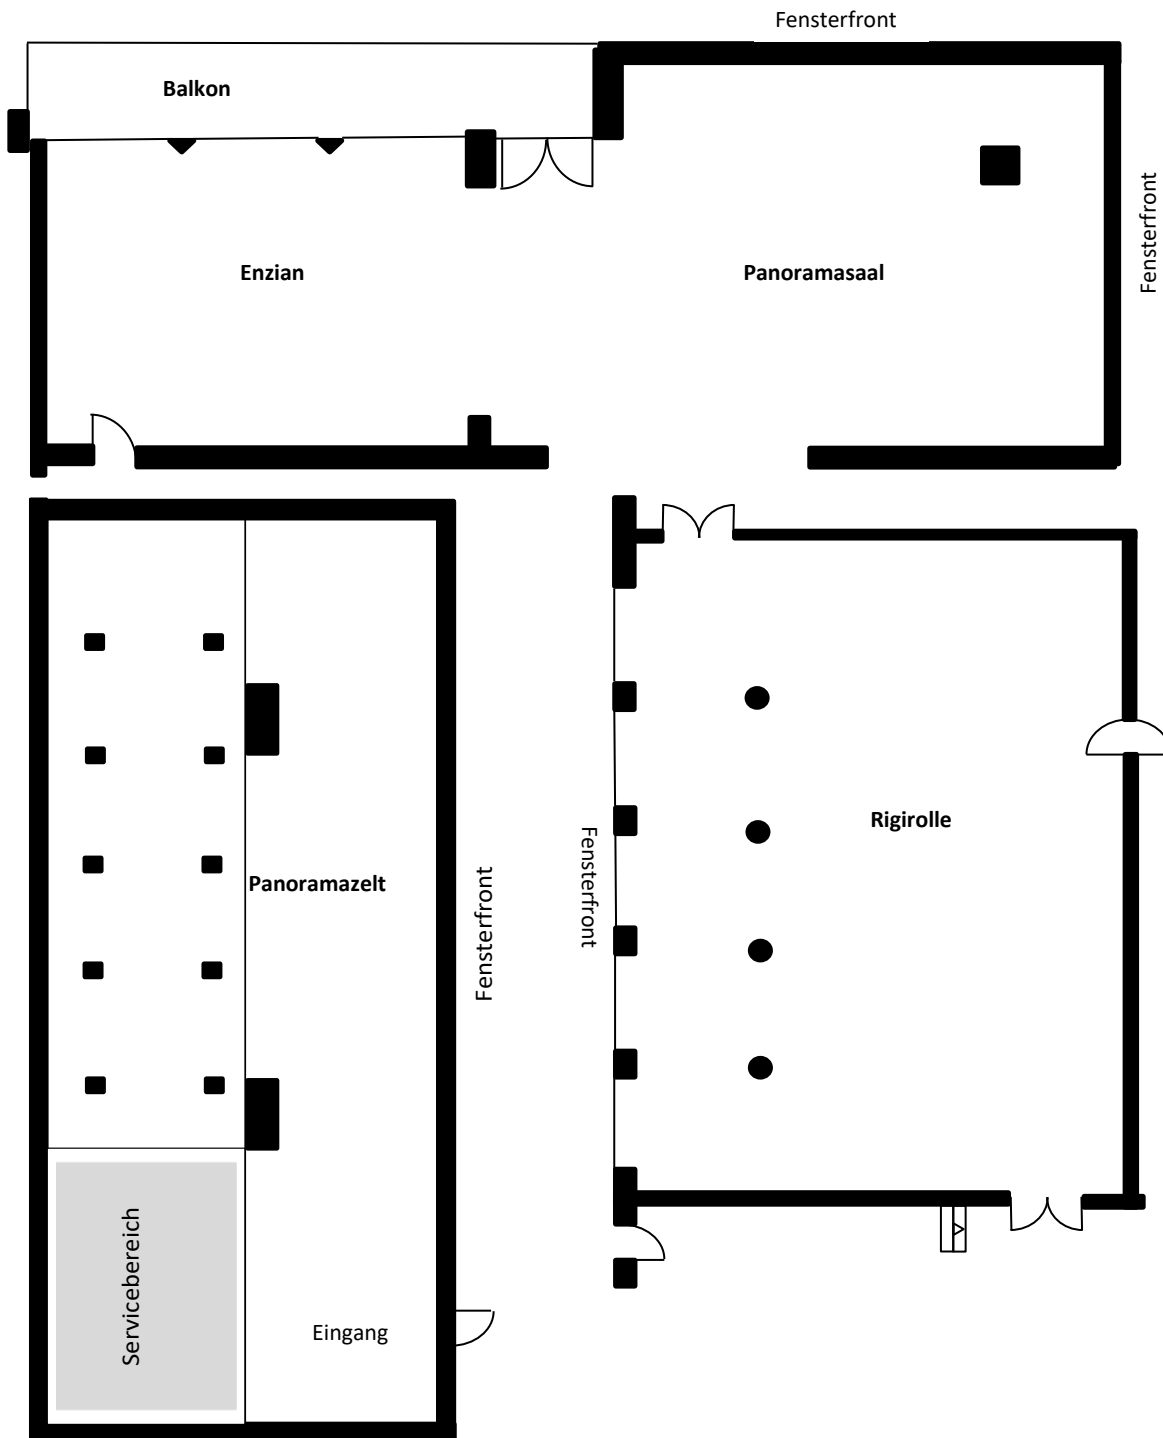 Fensterfront
Balkon
Fensterfront
Enzian
Panoramasaal
Rigirolle
Fensterfront
Panoramazelt
Fensterfront
Servicebereich
Eingang